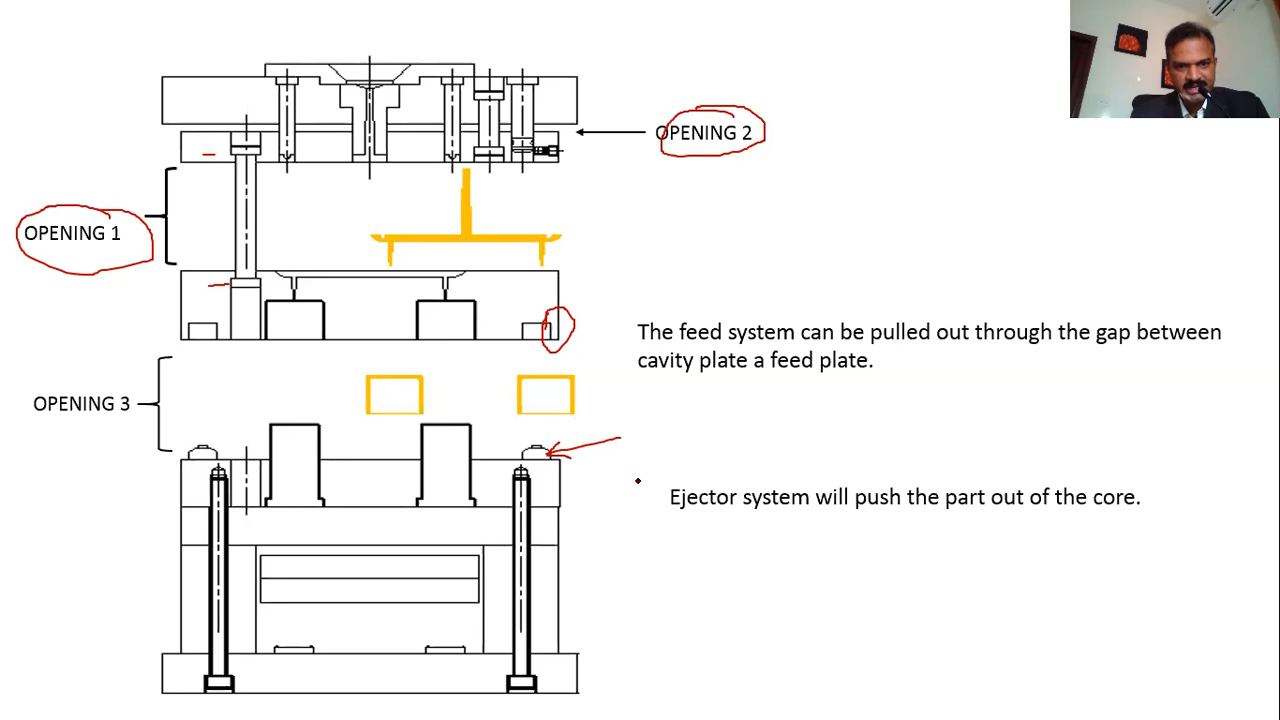 OPENING 2
OPENING 1
The feed system can be pulled out through the gap between
cavity plate a feed plate.
OPENING 3
Ejector system will push the part out of the core.